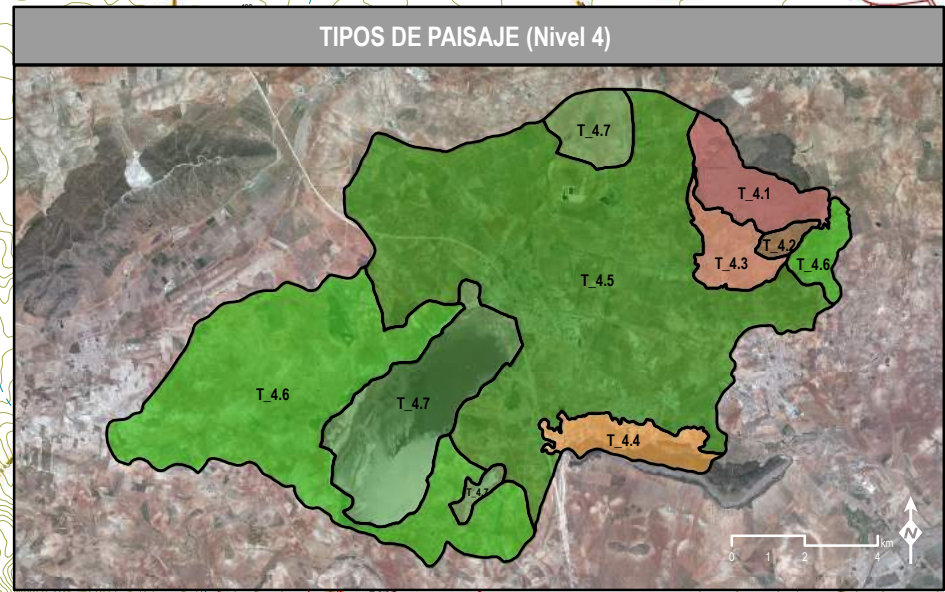 TIPOS DE PAISAJE (Nivel 4)
T_4.7
T_4.1
T_4.2
T_4.3
T_4.6
T_4.5
T_4.6
T_4.7
T_4.4
T_4.7
km
0 1 2 4
N